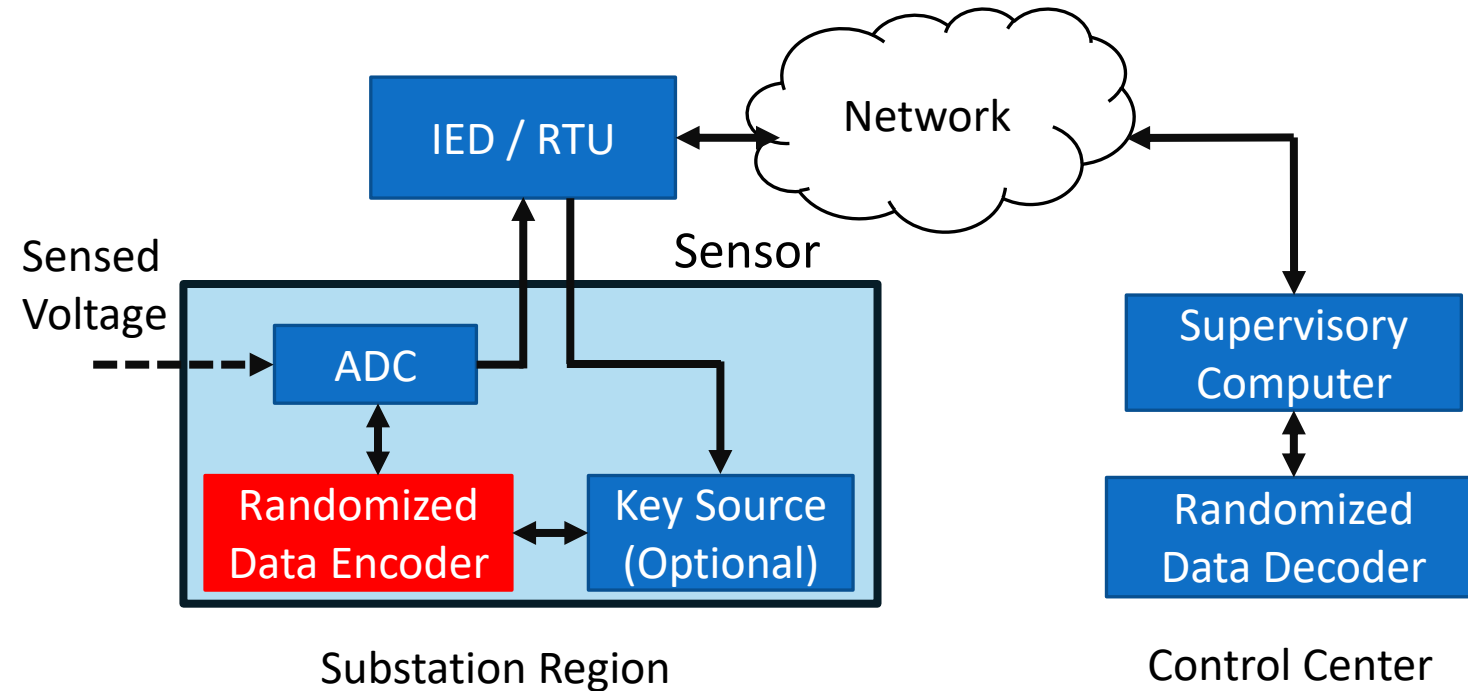 Network
IED / RTU
Sensor
Sensed
Voltage
ADC
Supervisory
Computer
Randomized
Data Encoder
Key Source
(Optional)
Randomized
Data Decoder
Substation Region
Control Center